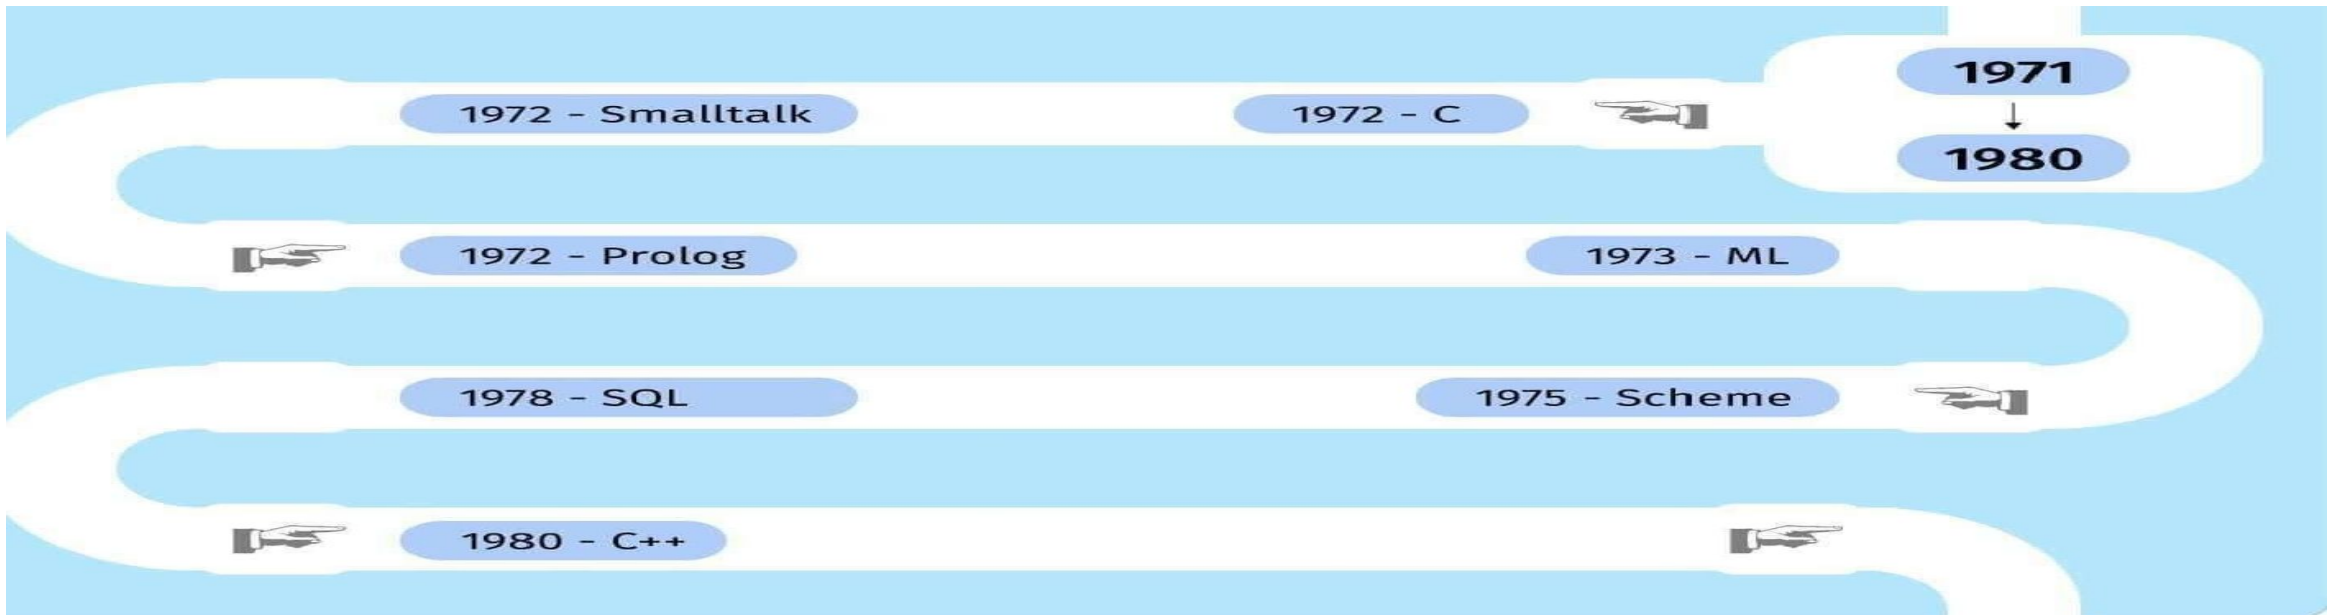 1971
↓
1980
1972 - C
1972 - Smalltalk
1972 - Prolog
1973 - ML
1975 - Scheme
1978 - SQL
1980 - C++